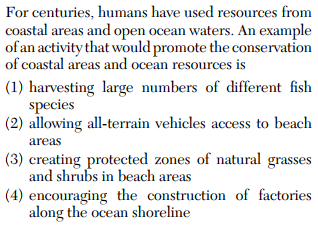 For centuries, humans have used resources from
coastal areas and open ocean waters. An example
of an activity that would promote the conservation
of coastal areas and ocean resources is
(1) harvesting large numbers of different fish
species
(2) allowing all-terrain vehicles access to beach
areas
(3) creating protected zones of natural grasses
and shrubs in beach areas
(4) encouraging the construction of factories
along the ocean shoreline